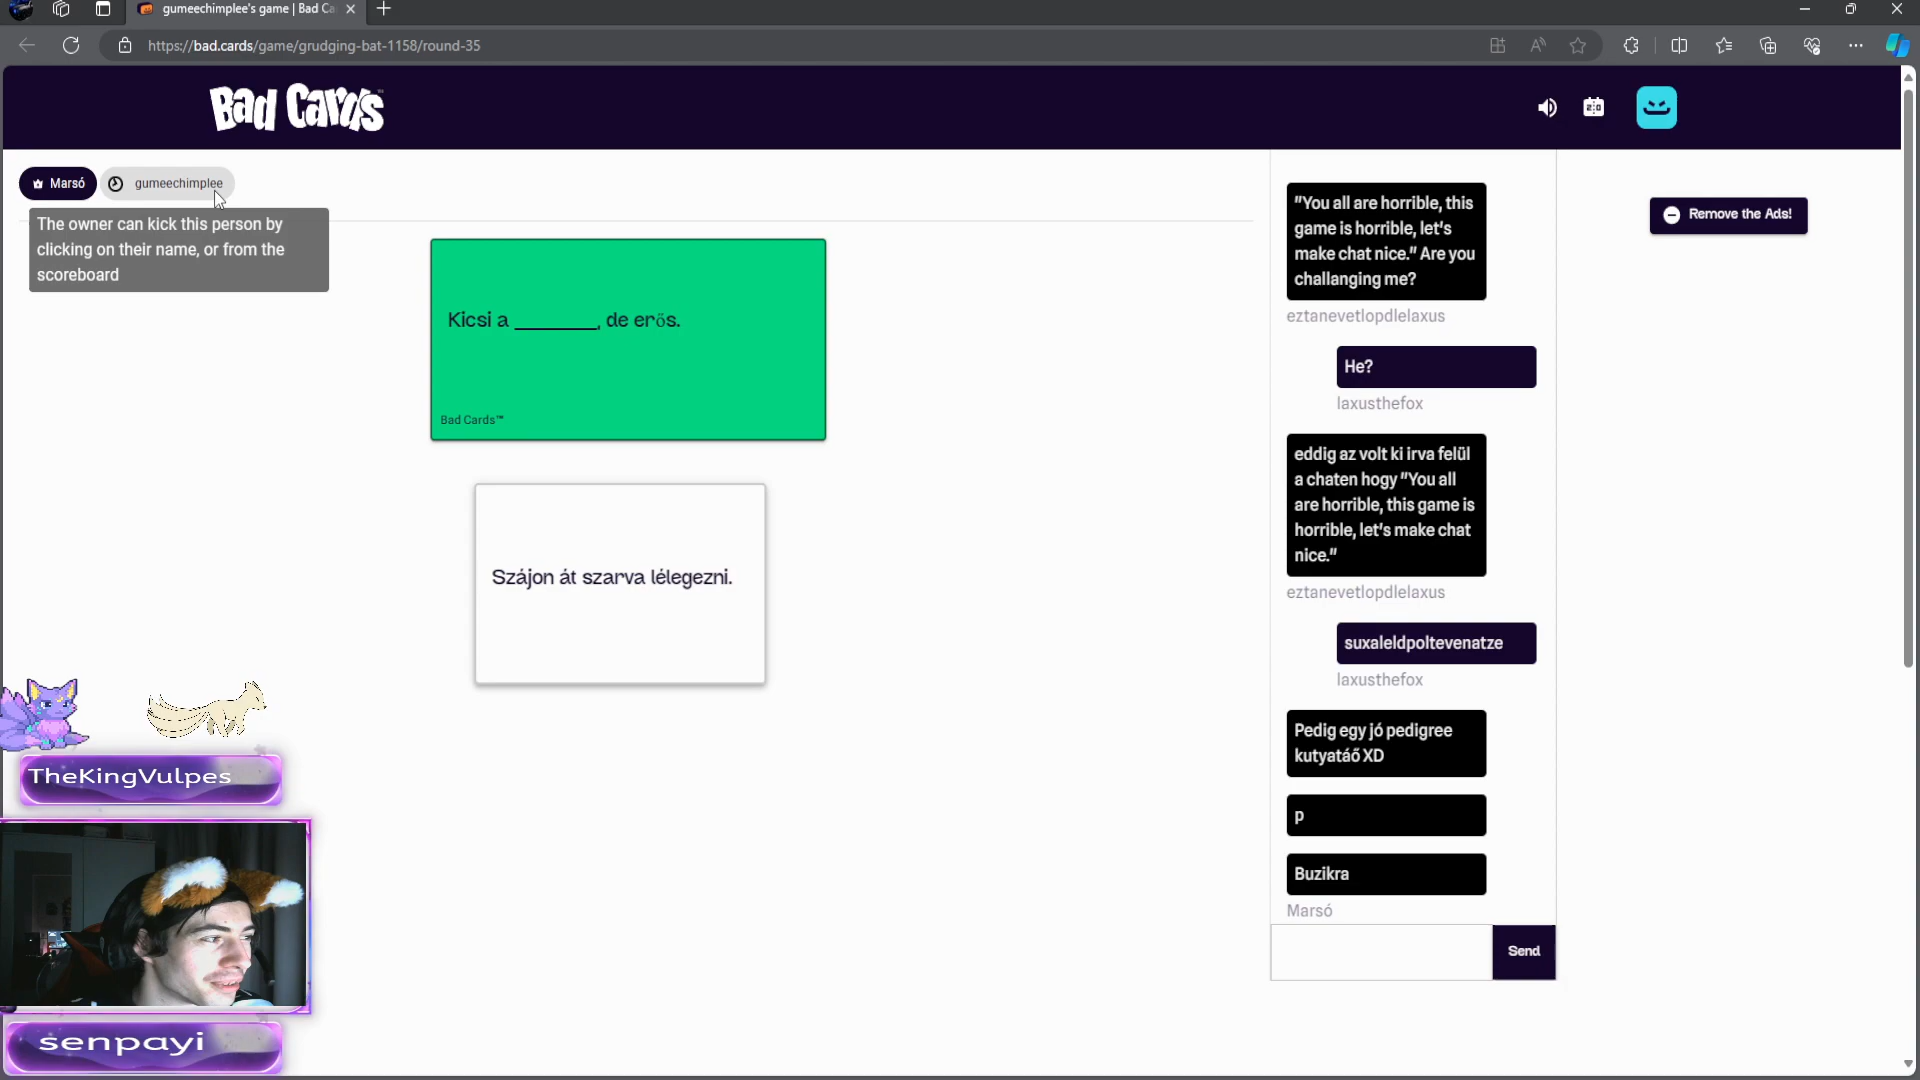 gumeechimplee's game | Bad Ca
https://bad.cards/game/grudging-bat-1158/round-35
Bad Cards™
2:0
Marsó
gumeechimplee
The owner can kick this person by
clicking on their name, or from the
scoreboard
Kicsi a ________, de erős.
Bad Cards™
Szájon át szarva lélegezni.
"You all are horrible, this
game is horrible, let's
make chat nice." Are you
challanging me?
eztanevetlopdlelaxus
He?
laxusthefox
eddig az volt ki irva felül
a chaten hogy "You all
are horrible, this game is
horrible, let's make chat
nice."
eztanevetlopdlelaxus
suxaleldpoltevenatze
laxusthefox
Pedig egy jó pedigree
kutyatáő XD
p
Buzikra
Marsó
Send
Remove the Ads!
TheKingVulpes
senpayi